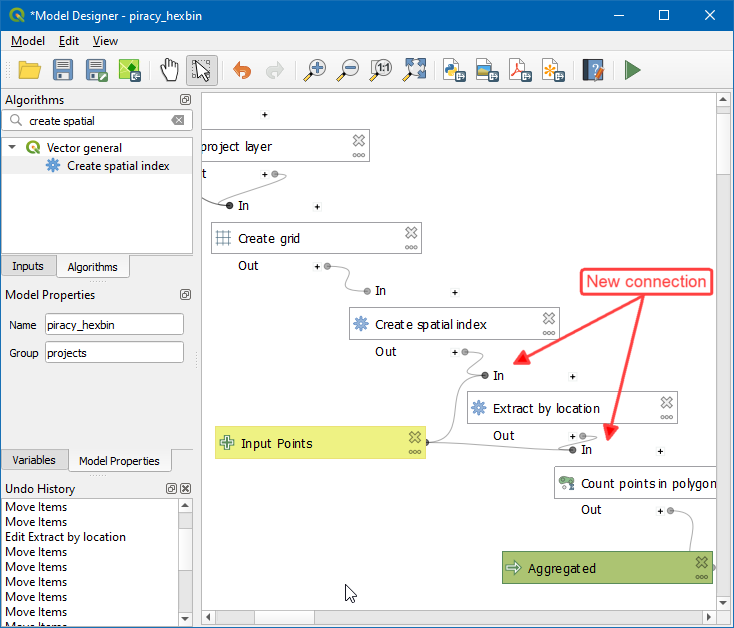 *Model Designer - piracy_hexbin
Model Edit View
1:1
Algorithms
create spatial
Vector general
Create spatial index
Inputs Algorithms
Model Properties
Name piracy_hexbin
Group projects
Variables Model Properties
Undo History
Move Items
Move Items
Edit Extract by location
Move Items
Move Items
Move Items
Move Items
Move Items
Move Items
project layer
In
Create grid
Out
In
Create spatial index
Out
In
New connection
Extract by location
Out
In
Input Points
Count points in polygon
Out
Aggregated